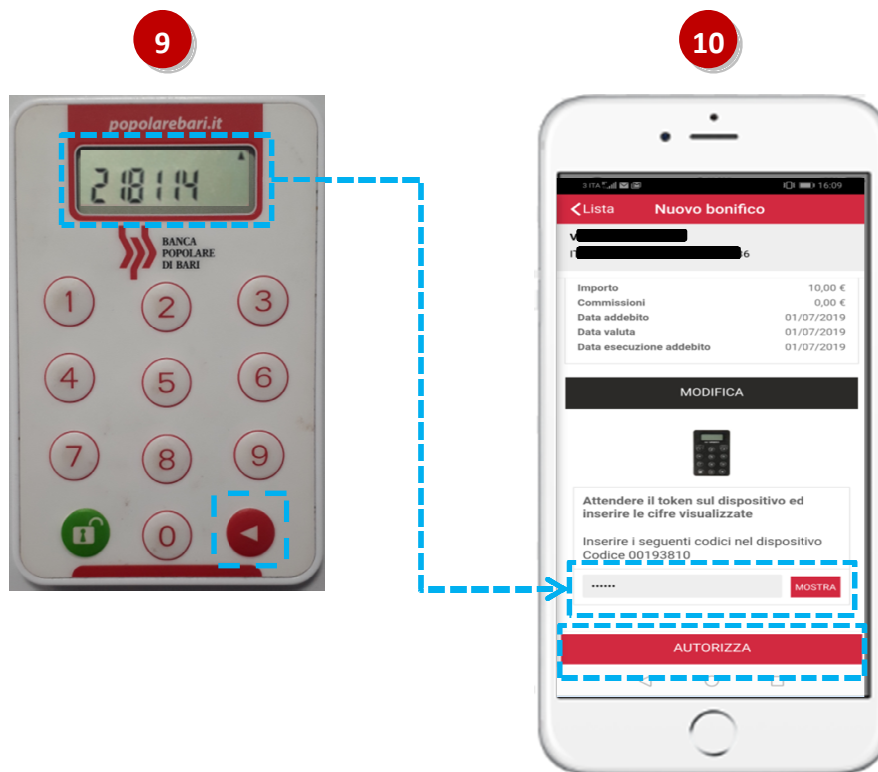 9
10
popolarebari.it
218114
BANCA
POPOLARE
DI BARI
1
2
3
4
5
6
7
8
9
0
3 ITA
16:09
Lista
Nuovo bonifico
Importo 10,00 €
Commissioni 0,00 €
Data addebito 01/07/2019
Data valuta 01/07/2019
Data esecuzione addebito 01/07/2019
MODIFICA
Attendere il token sul dispositivo ed
inserire le cifre visualizzate
Inserire i seguenti codici nel dispositivo
Codice 00193810
••••••
MOSTRA
AUTORIZZA